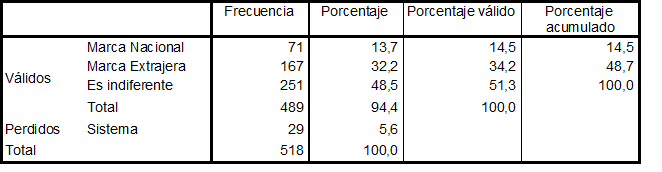 Frecuencia Porcentaje Porcentaje válido Porcentaje acumulado
Válidos Marca Nacional 71 13,7 14,5 14,5
Marca Extrajera 167 32,2 34,2 48,7
Es indiferente 251 48,5 51,3 100,0
Total 489 94,4 100,0
Perdidos Sistema 29 5,6
Total 518 100,0